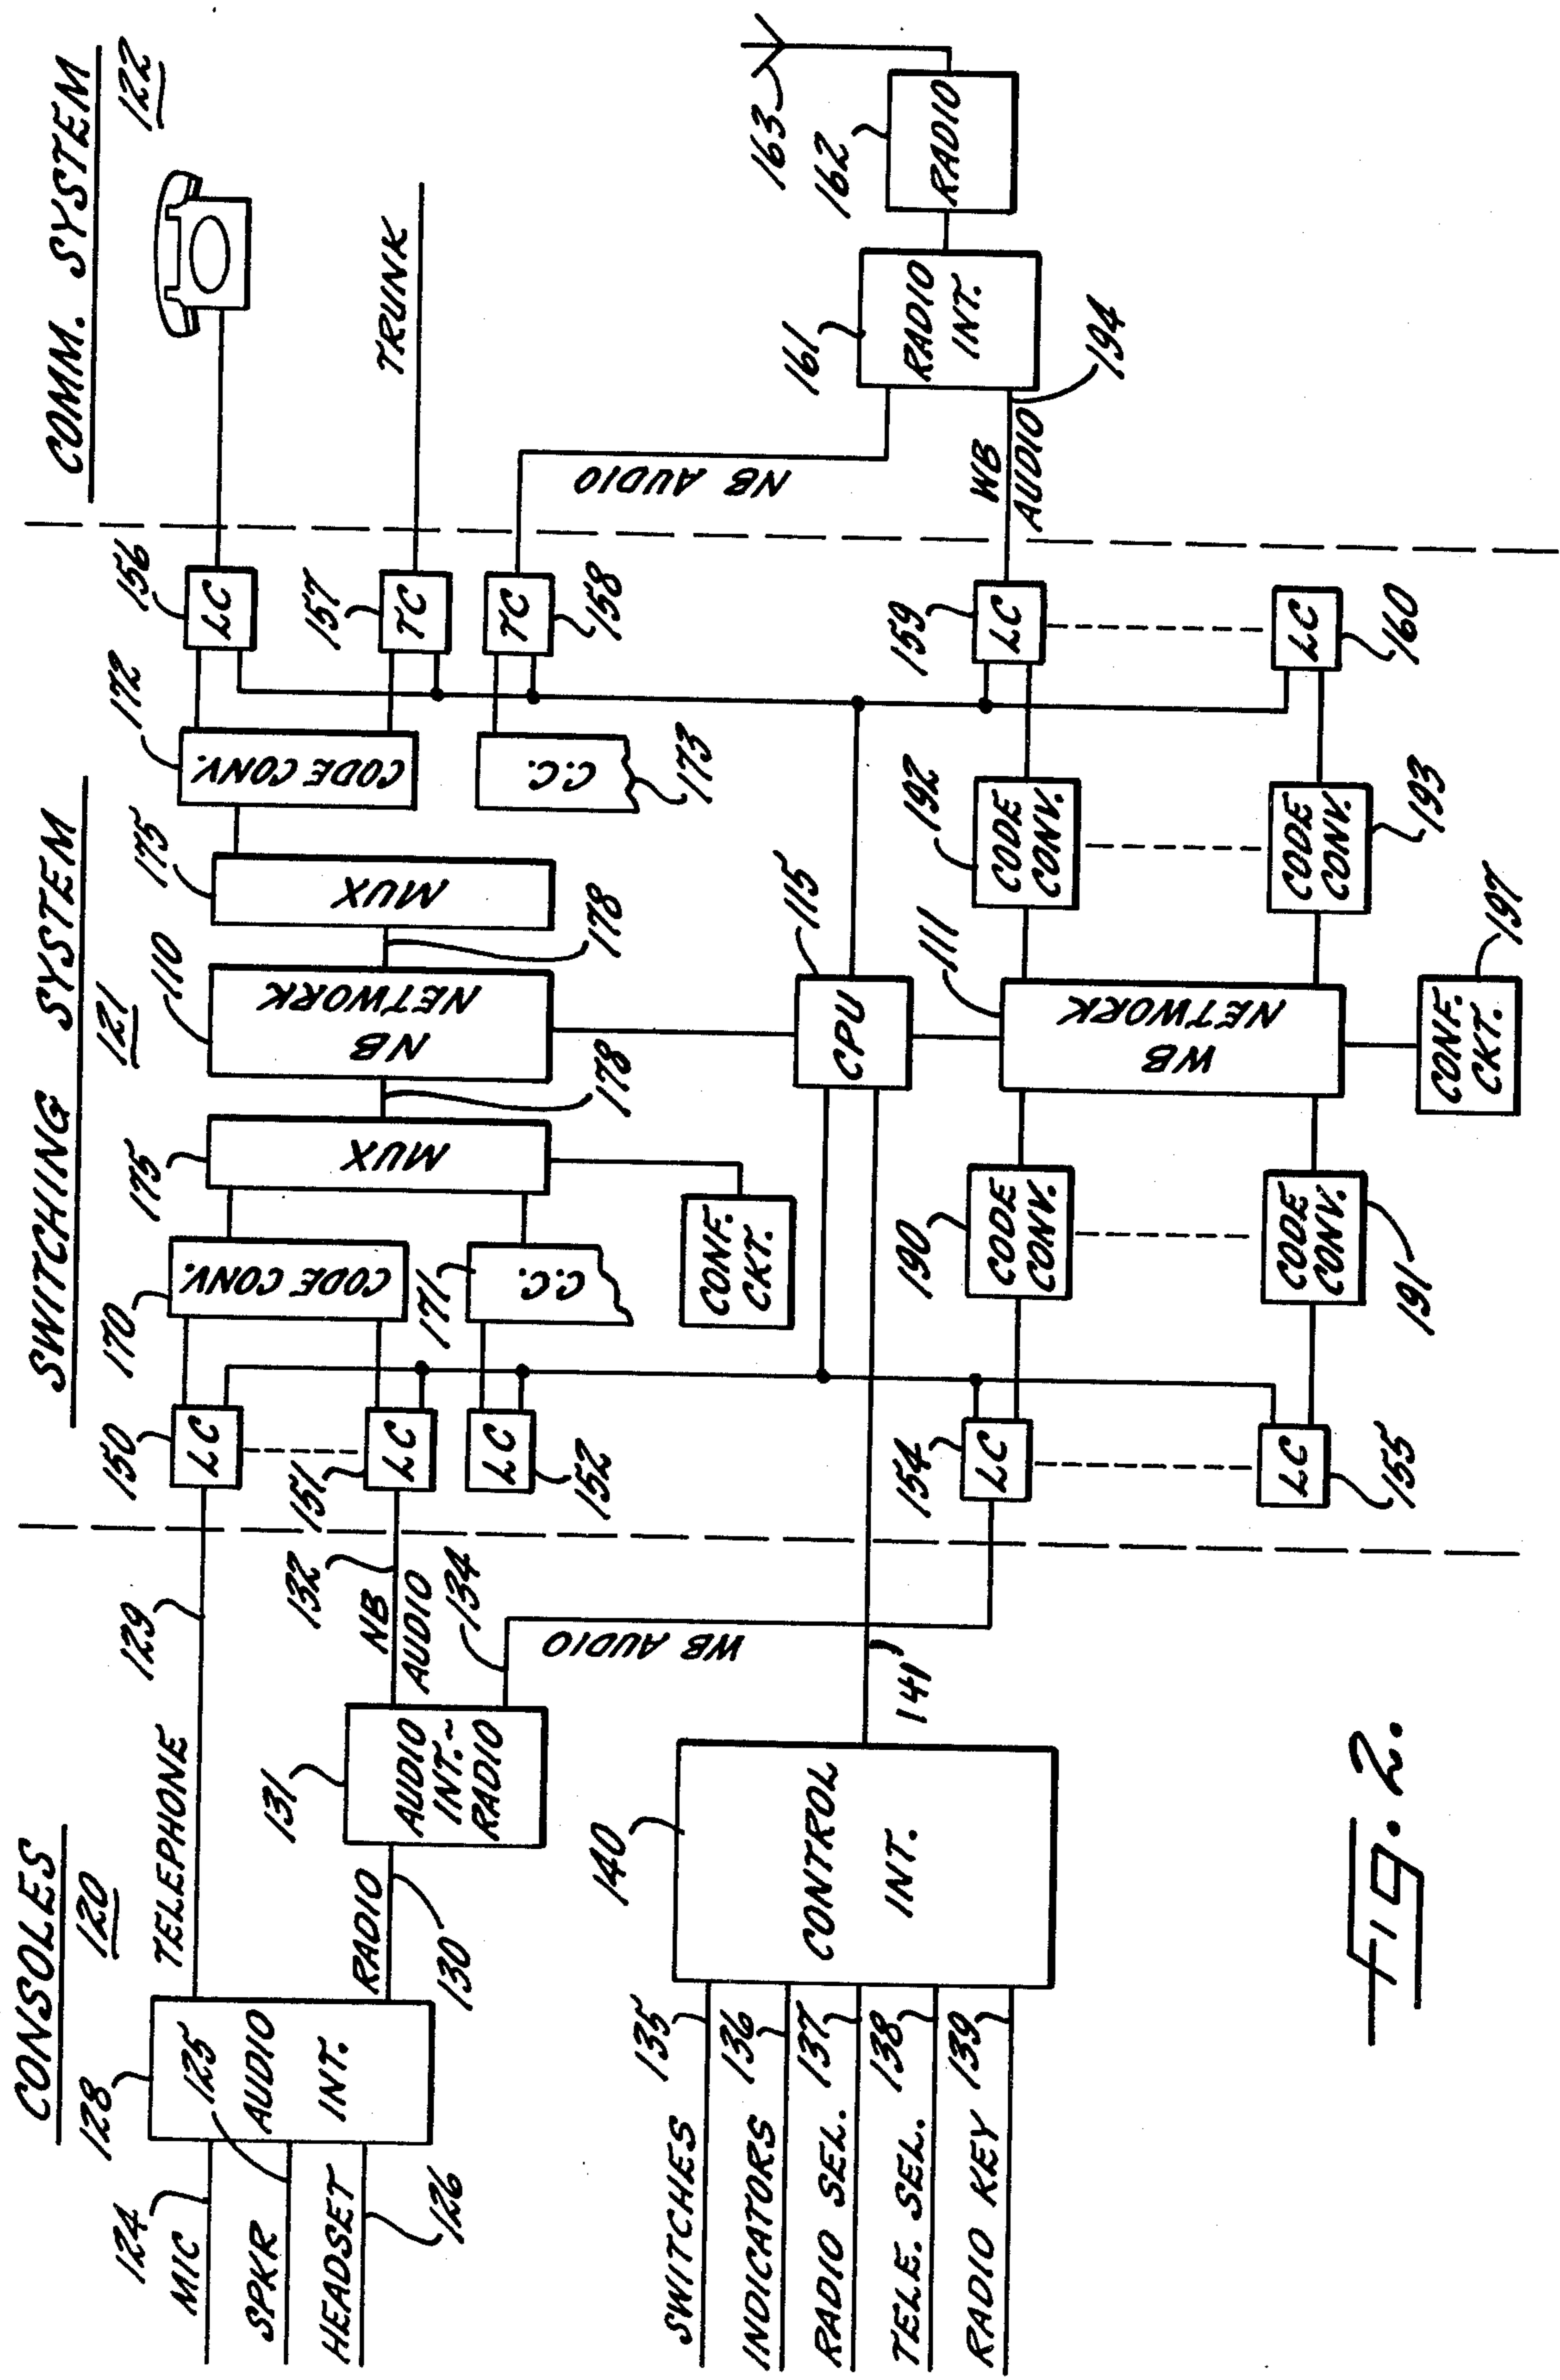 CONSOLES
120
SWITCHING SYSTEM
121
COMM. SYSTEM
122
124
MIC
SPKR
125
HEADSET
126
128
AUDIO
INT.
TELEPHONE
129
RADIO
130
131
AUDIO
INT.-
RADIO
132
NB
AUDIO
134
WB AUDIO
SWITCHES
135
INDICATORS
136
RADIO SEL.
137
TELE. SEL.
138
RADIO KEY
139
140
CONTROL
INT.
141
150
LC
151
LC
LC
152
154
LC
LC
155
170
CODE CONV.
171
C.C.
175
MUX
CONF.
CKT.
178
110
NB
NETWORK
178
175
MUX
172
CODE CONV.
C.C.
173
115
CPU
190
CODE
CONV.
CODE
CONV.
191
111
WB
NETWORK
CONF.
CKT.
197
192
CODE
CONV.
CODE
CONV.
193
156
LC
157
TC
TC
158
159
LC
LC
160
TRUNK
NB AUDIO
WB
AUDIO
194
161
RADIO
INT.
162
RADIO
163
FIG. 2.